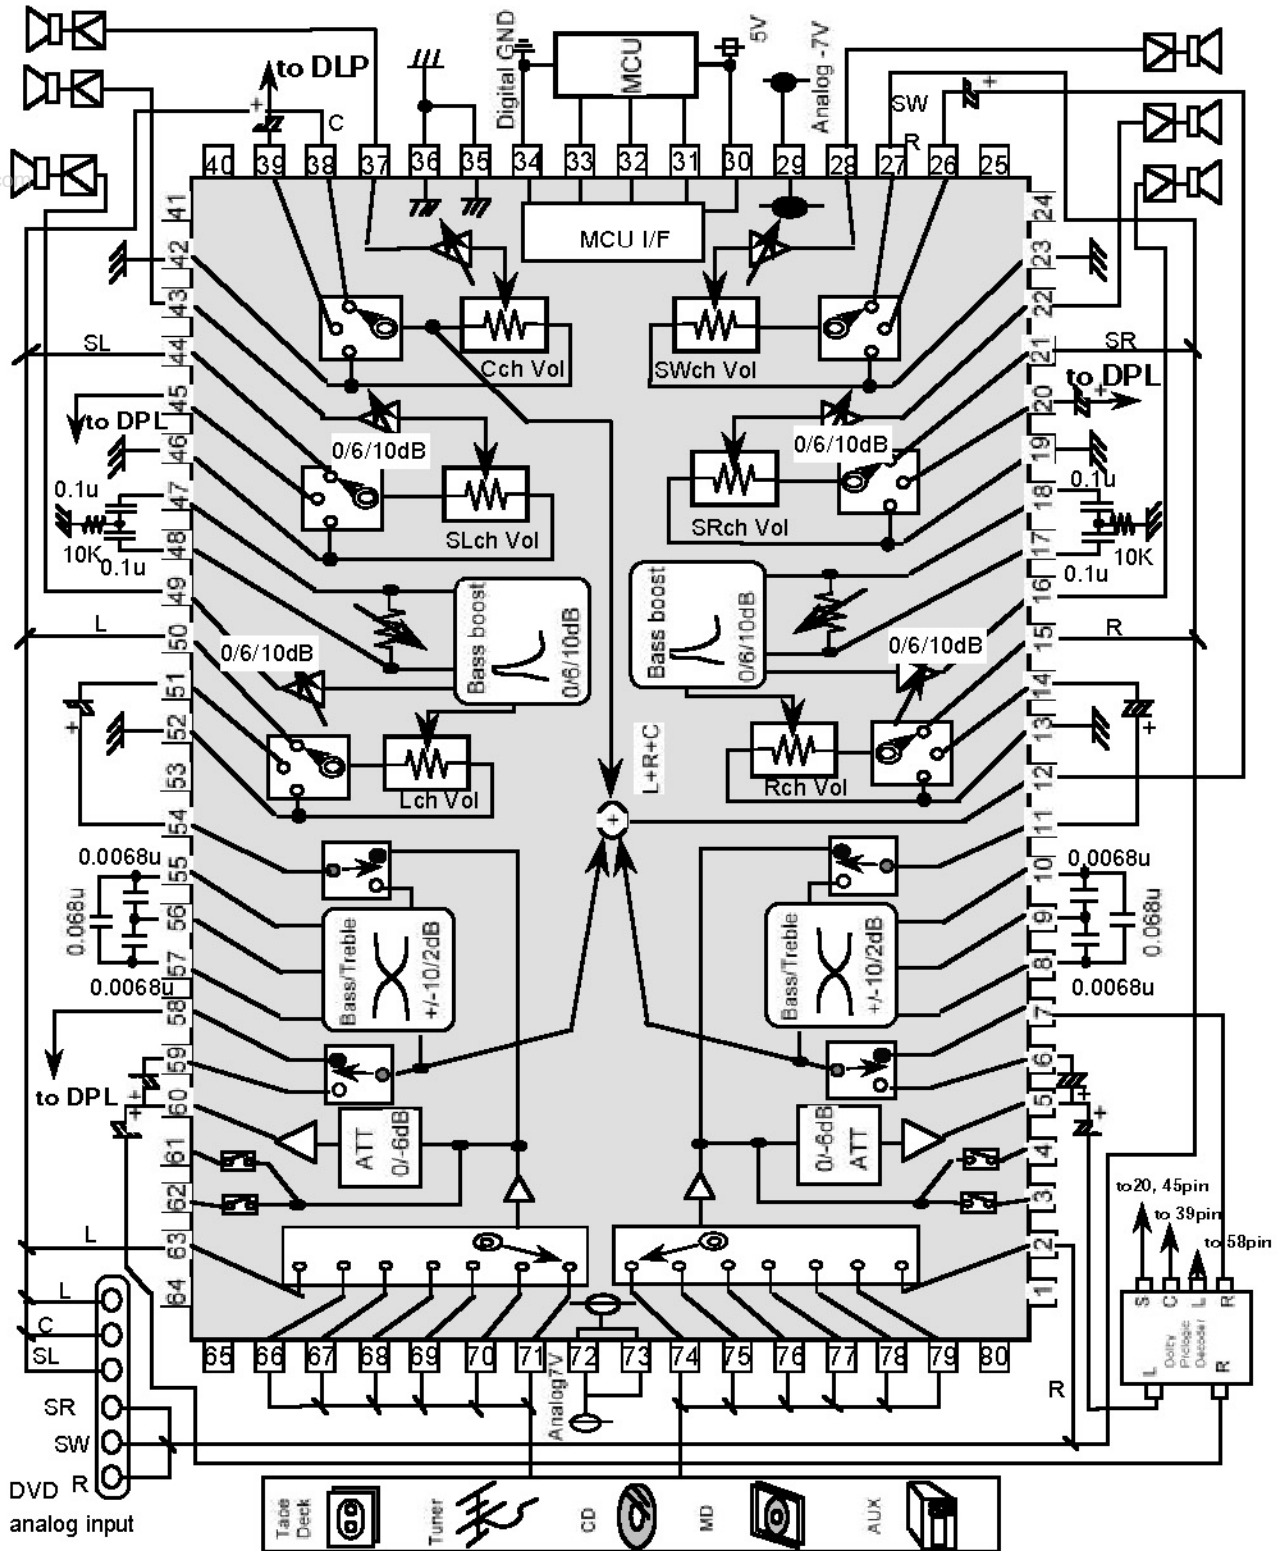 to DLP
Digital GND
MCU
5V
Analog -7V
C
SW
R
40 39 38 37 36 35 34 33 32 31 30 29 28 27 26 25
41
42
43
44
45
46
47
48
49
50
51
52
53
54
55
56
57
58
59
60
61
62
63
64
24
23
22
21
20
19
18
17
16
15
14
13
12
11
10
9
8
7
6
5
4
3
2
1
MCU I/F
Cch Vol
SWch Vol
SL
SR
to DPL
to DPL
0/6/10dB
0/6/10dB
SLch Vol
SRch Vol
0.1u
10K
0.1u
0.1u
10K
0.1u
Bass boost
0/6/10dB
Bass boost
0/6/10dB
L
R
0/6/10dB
0/6/10dB
Lch Vol
Rch Vol
L+R+C
+
0.0068u
0.068u
0.0068u
0.0068u
0.068u
0.0068u
Bass/Treble
+/-10/2dB
Bass/Treble
+/-10/2dB
to DPL
ATT
0/-6dB
0/-6dB
ATT
to20, 45pin
to 39pin
to 58pin
L
S C L R
Dolby
Prologic
Decoder
L R
65 66 67 68 69 70 71 72 73 74 75 76 77 78 79 80
Analog7V
R
L
C
SL
SR
SW
R
DVD
analog input
Tape
Deck
Tuner
CD
MD
AUX